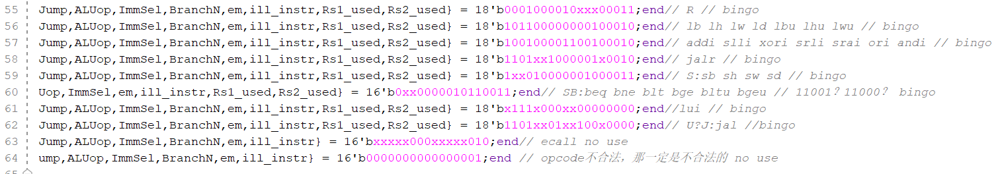 55 Jump,ALUop,ImmSel,BranchN,em,ill_instr,Rs1_used,Rs2_used} = 18'b0001000010xxx00011;end// R // bingo
56 Jump,ALUop,ImmSel,BranchN,em,ill_instr,Rs1_used,Rs2_used} = 18'b101100000000100010;end// lb lh lw ld lbu lhu lwu // bingo
57 Jump,ALUop,ImmSel,BranchN,em,ill_instr,Rs1_used,Rs2_used} = 18'b100100001100100010;end// addi slli xori srli srai ori andi // bingo
58 Jump,ALUop,ImmSel,BranchN,em,ill_instr,Rs1_used,Rs2_used} = 18'b1101xx1000001x0010;end// jalr // bingo
59 Jump,ALUop,ImmSel,BranchN,em,ill_instr,Rs1_used,Rs2_used} = 18'b1xx010000001000011;end// S:sb sh sw sd // bingo
60 Uop,ImmSel,em,ill_instr,Rs1_used,Rs2_used} = 16'b0xx0000010110011;end// SB:beq bne blt bge bltu bgeu // 11001？11000？ bingo
61 Jump,ALUop,ImmSel,BranchN,em,ill_instr,Rs1_used,Rs2_used} = 18'bx111x000xx00000000;end//lui // bingo
62 Jump,ALUop,ImmSel,BranchN,em,ill_instr,Rs1_used,Rs2_used} = 18'b1101xx01xx100x0000;end// U?J:jal //bingo
63 Jump,ALUop,ImmSel,BranchN,em,ill_instr} = 16'bxxxxx000xxxxx010;end// ecall no use
64 ump,ALUop,ImmSel,BranchN,em,ill_instr} = 16'b0000000000000001;end // opcode不合法，那一定是不合法的 no use